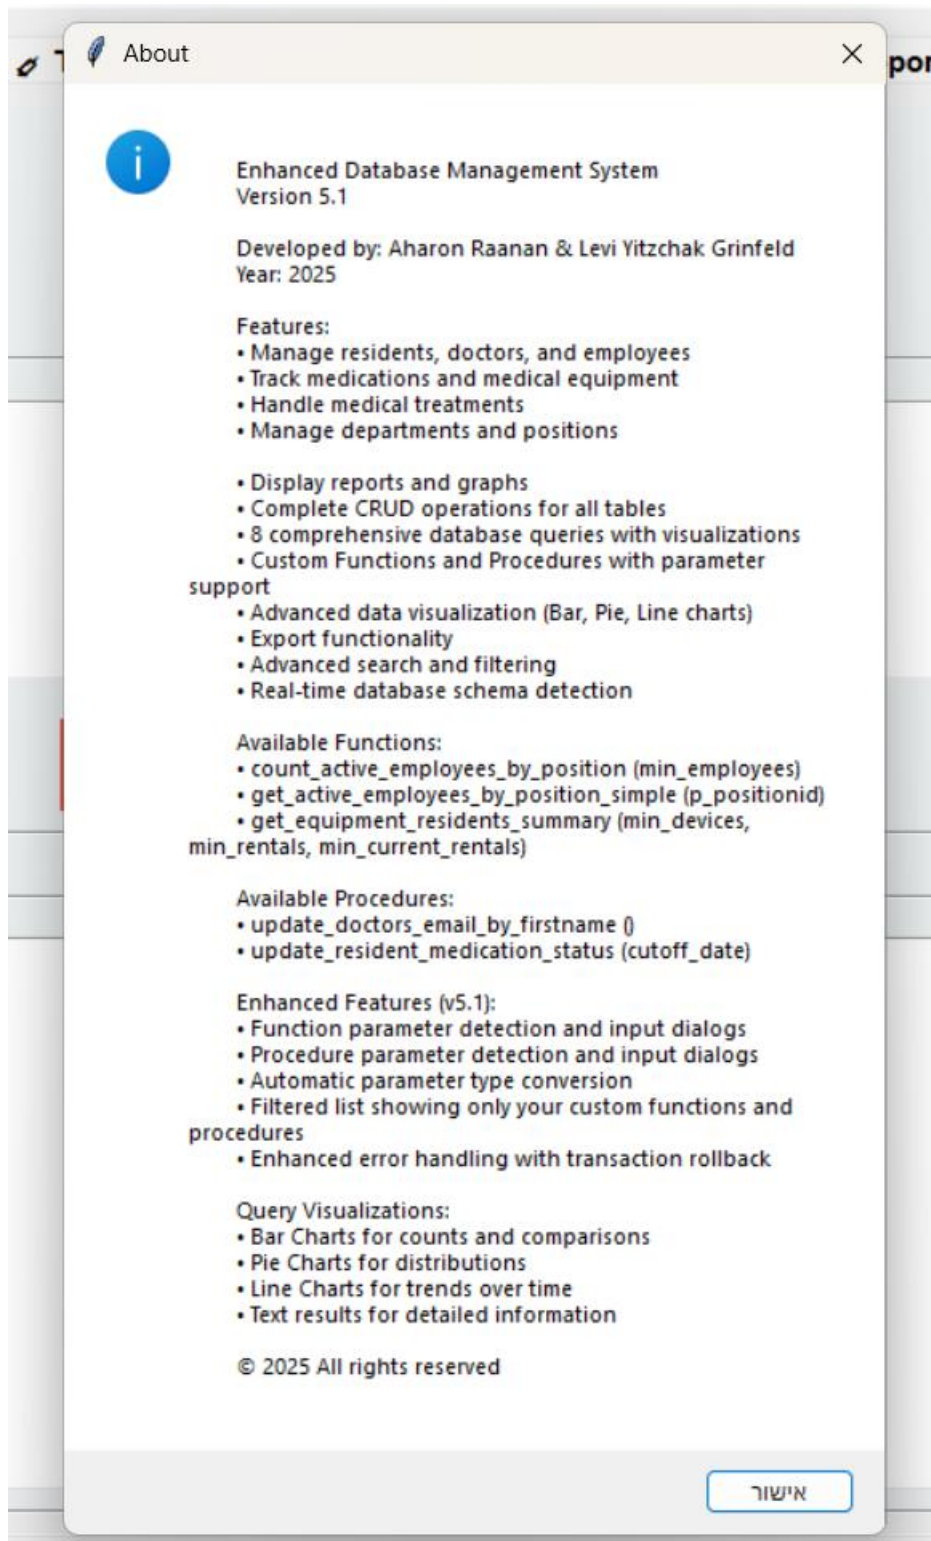 About
Enhanced Database Management System
Version 5.1
Developed by: Aharon Raanan & Levi Yitzchak Grinfeld
Year: 2025
Features:
• Manage residents, doctors, and employees
• Track medications and medical equipment
• Handle medical treatments
• Manage departments and positions
• Display reports and graphs
• Complete CRUD operations for all tables
• 8 comprehensive database queries with visualizations
• Custom Functions and Procedures with parameter
support
• Advanced data visualization (Bar, Pie, Line charts)
• Export functionality
• Advanced search and filtering
• Real-time database schema detection
Available Functions:
• count_active_employees_by_position (min_employees)
• get_active_employees_by_position_simple (p_positionid)
• get_equipment_residents_summary (min_devices,
min_rentals, min_current_rentals)
Available Procedures:
• update_doctors_email_by_firstname ()
• update_resident_medication_status (cutoff_date)
Enhanced Features (v5.1):
• Function parameter detection and input dialogs
• Procedure parameter detection and input dialogs
• Automatic parameter type conversion
• Filtered list showing only your custom functions and
procedures
• Enhanced error handling with transaction rollback
Query Visualizations:
• Bar Charts for counts and comparisons
• Pie Charts for distributions
• Line Charts for trends over time
• Text results for detailed information
© 2025 All rights reserved
אישור